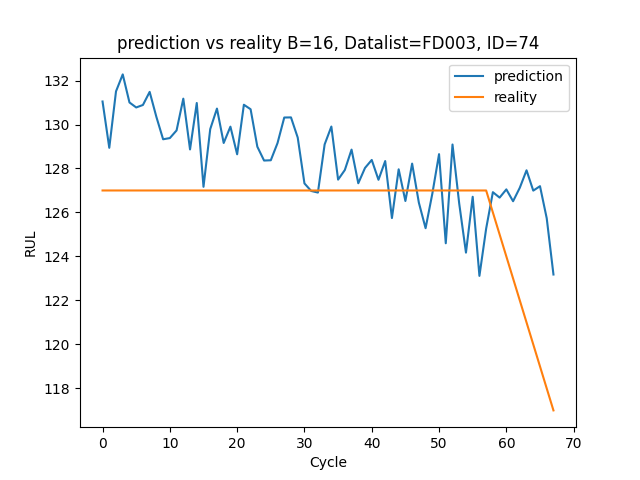 prediction vs reality B=16, Datalist=FD003, ID=74
prediction
reality
RUL
132
130
128
126
124
122
120
118
0 10 20 30 40 50 60 70
Cycle